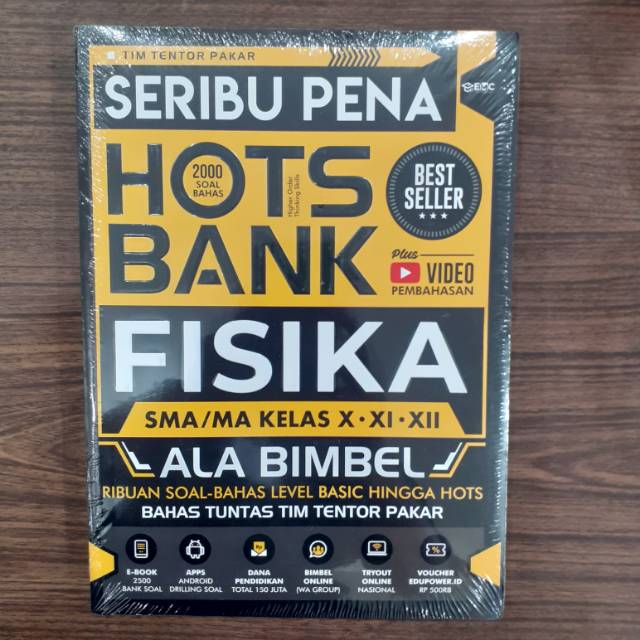 TIM TENTOR PAKAR
SERIBU PENA
HOTS
2000
SOAL
BAHAS
Higher Order
Thinking Skills
BANK
BEST
SELLER
Plus
VIDEO
PEMBAHASAN
FISIKA
SMA/MA KELAS X • XI • XII
ALA BIMBEL
RIBUAN SOAL-BAHAS LEVEL BASIC HINGGA HOTS
BAHAS TUNTAS TIM TENTOR PAKAR
E-BOOK
2500
BANK SOAL
APPS
ANDROID
DRILLING SOAL
DANA
PENDIDIKAN
TOTAL 150 JUTA
BIMBEL
ONLINE
(WA GROUP)
TRYOUT
ONLINE
NASIONAL
VOUCHER
EDUPOWER.ID
RP 500RB